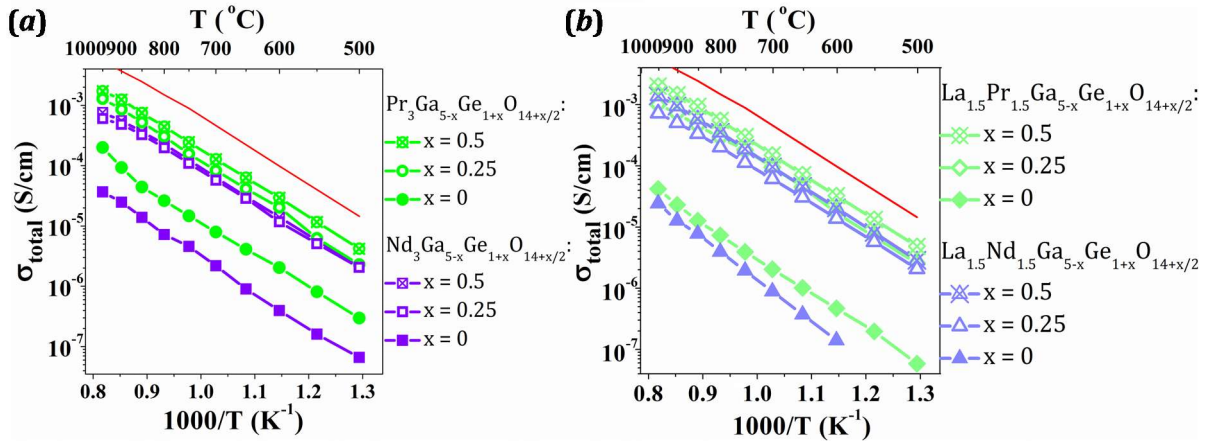 (a)
T (°C)
1000 900 800 700 600 500
10⁻³
10⁻⁴
10⁻⁵
10⁻⁶
10⁻⁷
σtotal (S/cm)
0.8 0.9 1.0 1.1 1.2 1.3
1000/T (K⁻¹)
Pr₃Ga₅₋ₓGe₁₊ₓO₁₄₊ₓ/₂:
x = 0.5
x = 0.25
x = 0
Nd₃Ga₅₋ₓGe₁₊ₓO₁₄₊ₓ/₂:
x = 0.5
x = 0.25
x = 0
(b)
T (°C)
1000 900 800 700 600 500
10⁻³
10⁻⁴
10⁻⁵
10⁻⁶
10⁻⁷
σtotal (S/cm)
0.8 0.9 1.0 1.1 1.2 1.3
1000/T (K⁻¹)
La₁.₅Pr₁.₅Ga₅₋ₓGe₁₊ₓO₁₄₊ₓ/₂:
x = 0.5
x = 0.25
x = 0
La₁.₅Nd₁.₅Ga₅₋ₓGe₁₊ₓO₁₄₊ₓ/₂
x = 0.5
x = 0.25
x = 0